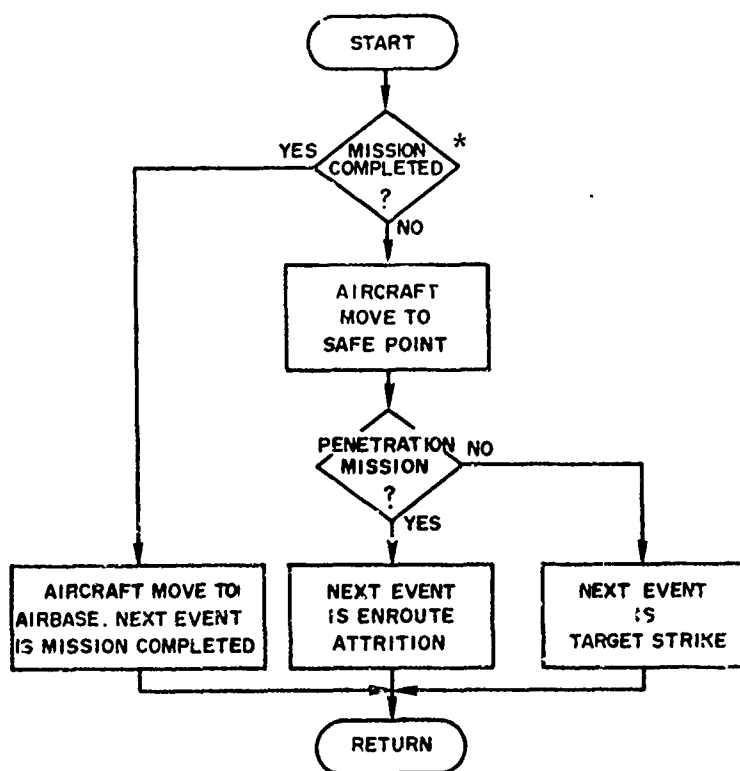 START
YES
MISSION
COMPLETED
?
*
NO
AIRCRAFT
MOVE TO
SAFE POINT
PENETRATION
MISSION
?
NO
YES
AIRCRAFT MOVE TO
AIRBASE. NEXT EVENT
IS MISSION COMPLETED
NEXT EVENT
IS ENROUTE
ATTRITION
NEXT EVENT
IS
TARGET STRIKE
RETURN